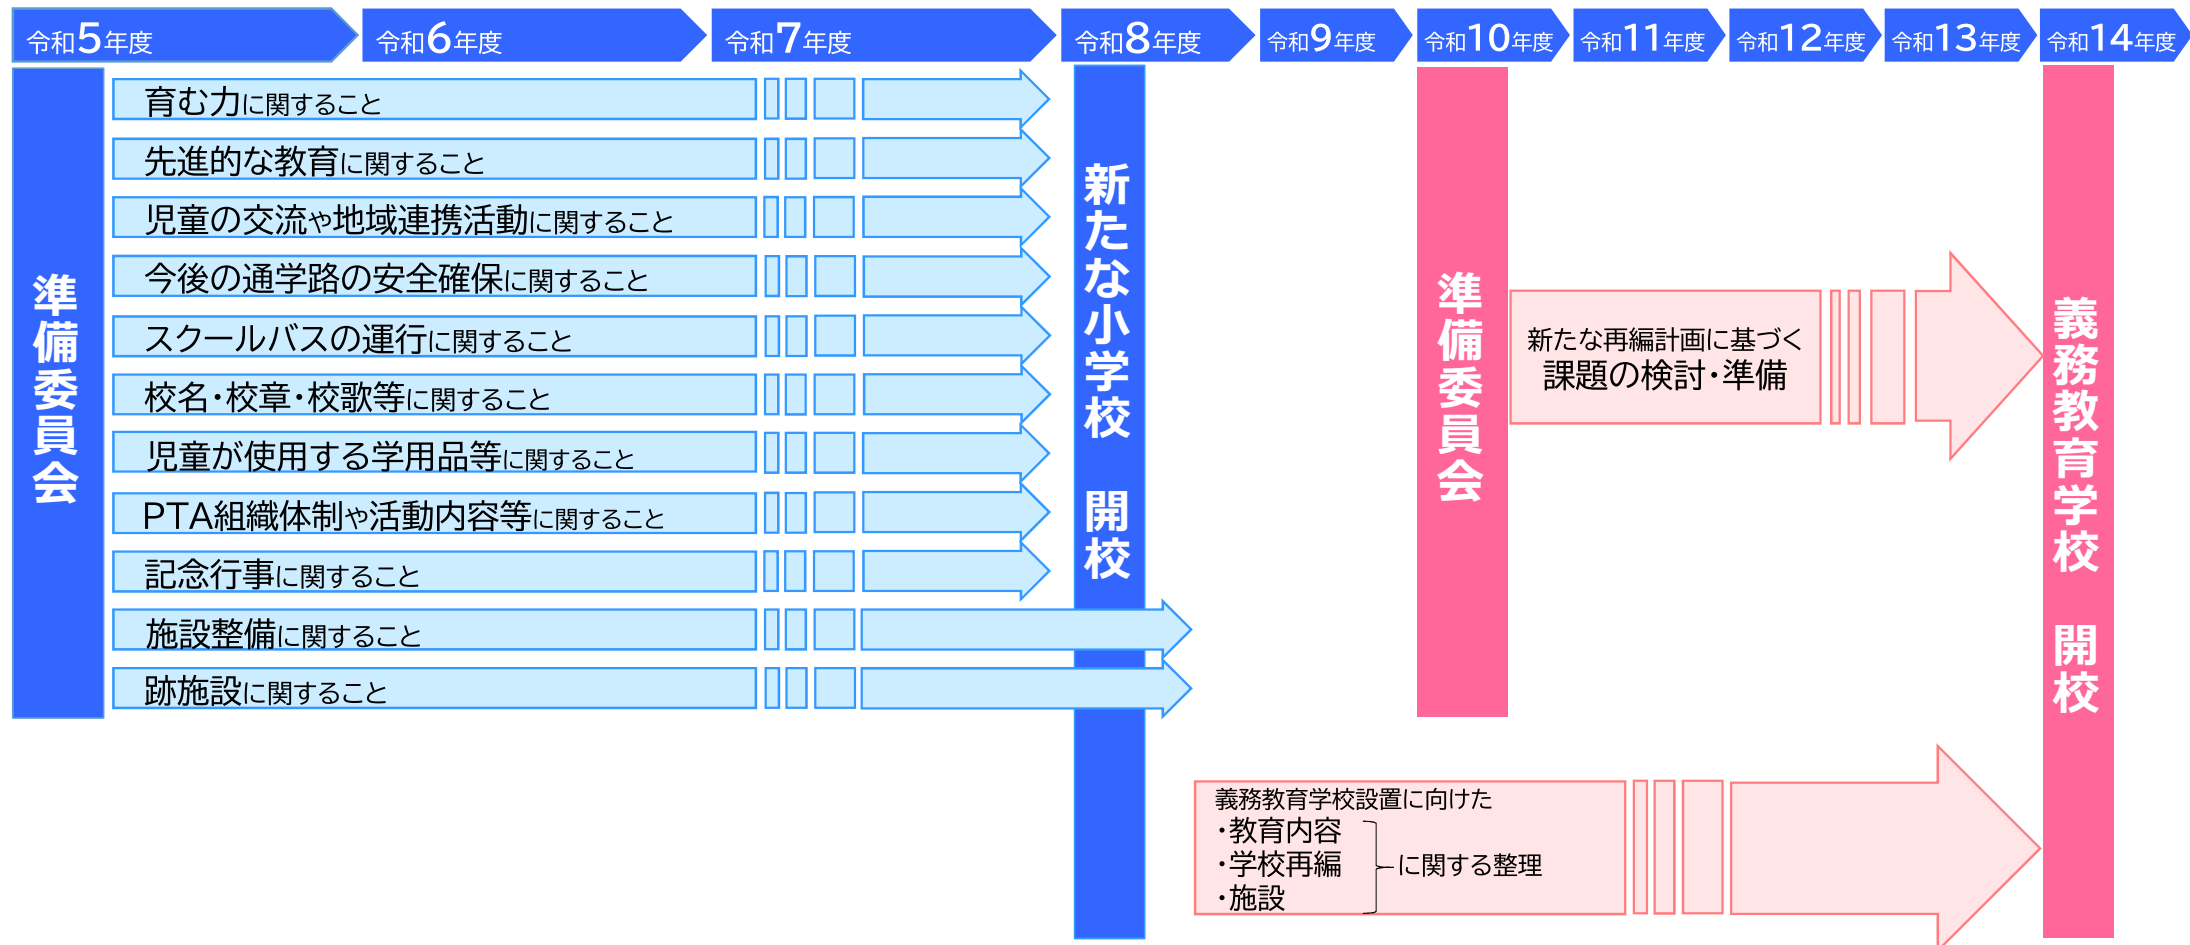 令和5年度
令和6年度
令和7年度
令和8年度
令和9年度
令和10年度
令和11年度
令和12年度
令和13年度
令和14年度
準備委員会
育む力に関すること
先進的な教育に関すること
児童の交流や地域連携活動に関すること
今後の通学路の安全確保に関すること
スクールバスの運行に関すること
校名・校章・校歌等に関すること
児童が使用する学用品等に関すること
PTA組織体制や活動内容等に関すること
記念行事に関すること
施設整備に関すること
跡施設に関すること
新たな小学校　開校
準備委員会
新たな再編計画に基づく
課題の検討・準備
義務教育学校　開校
義務教育学校設置に向けた
・教育内容
・学校再編
・施設
に関する整理